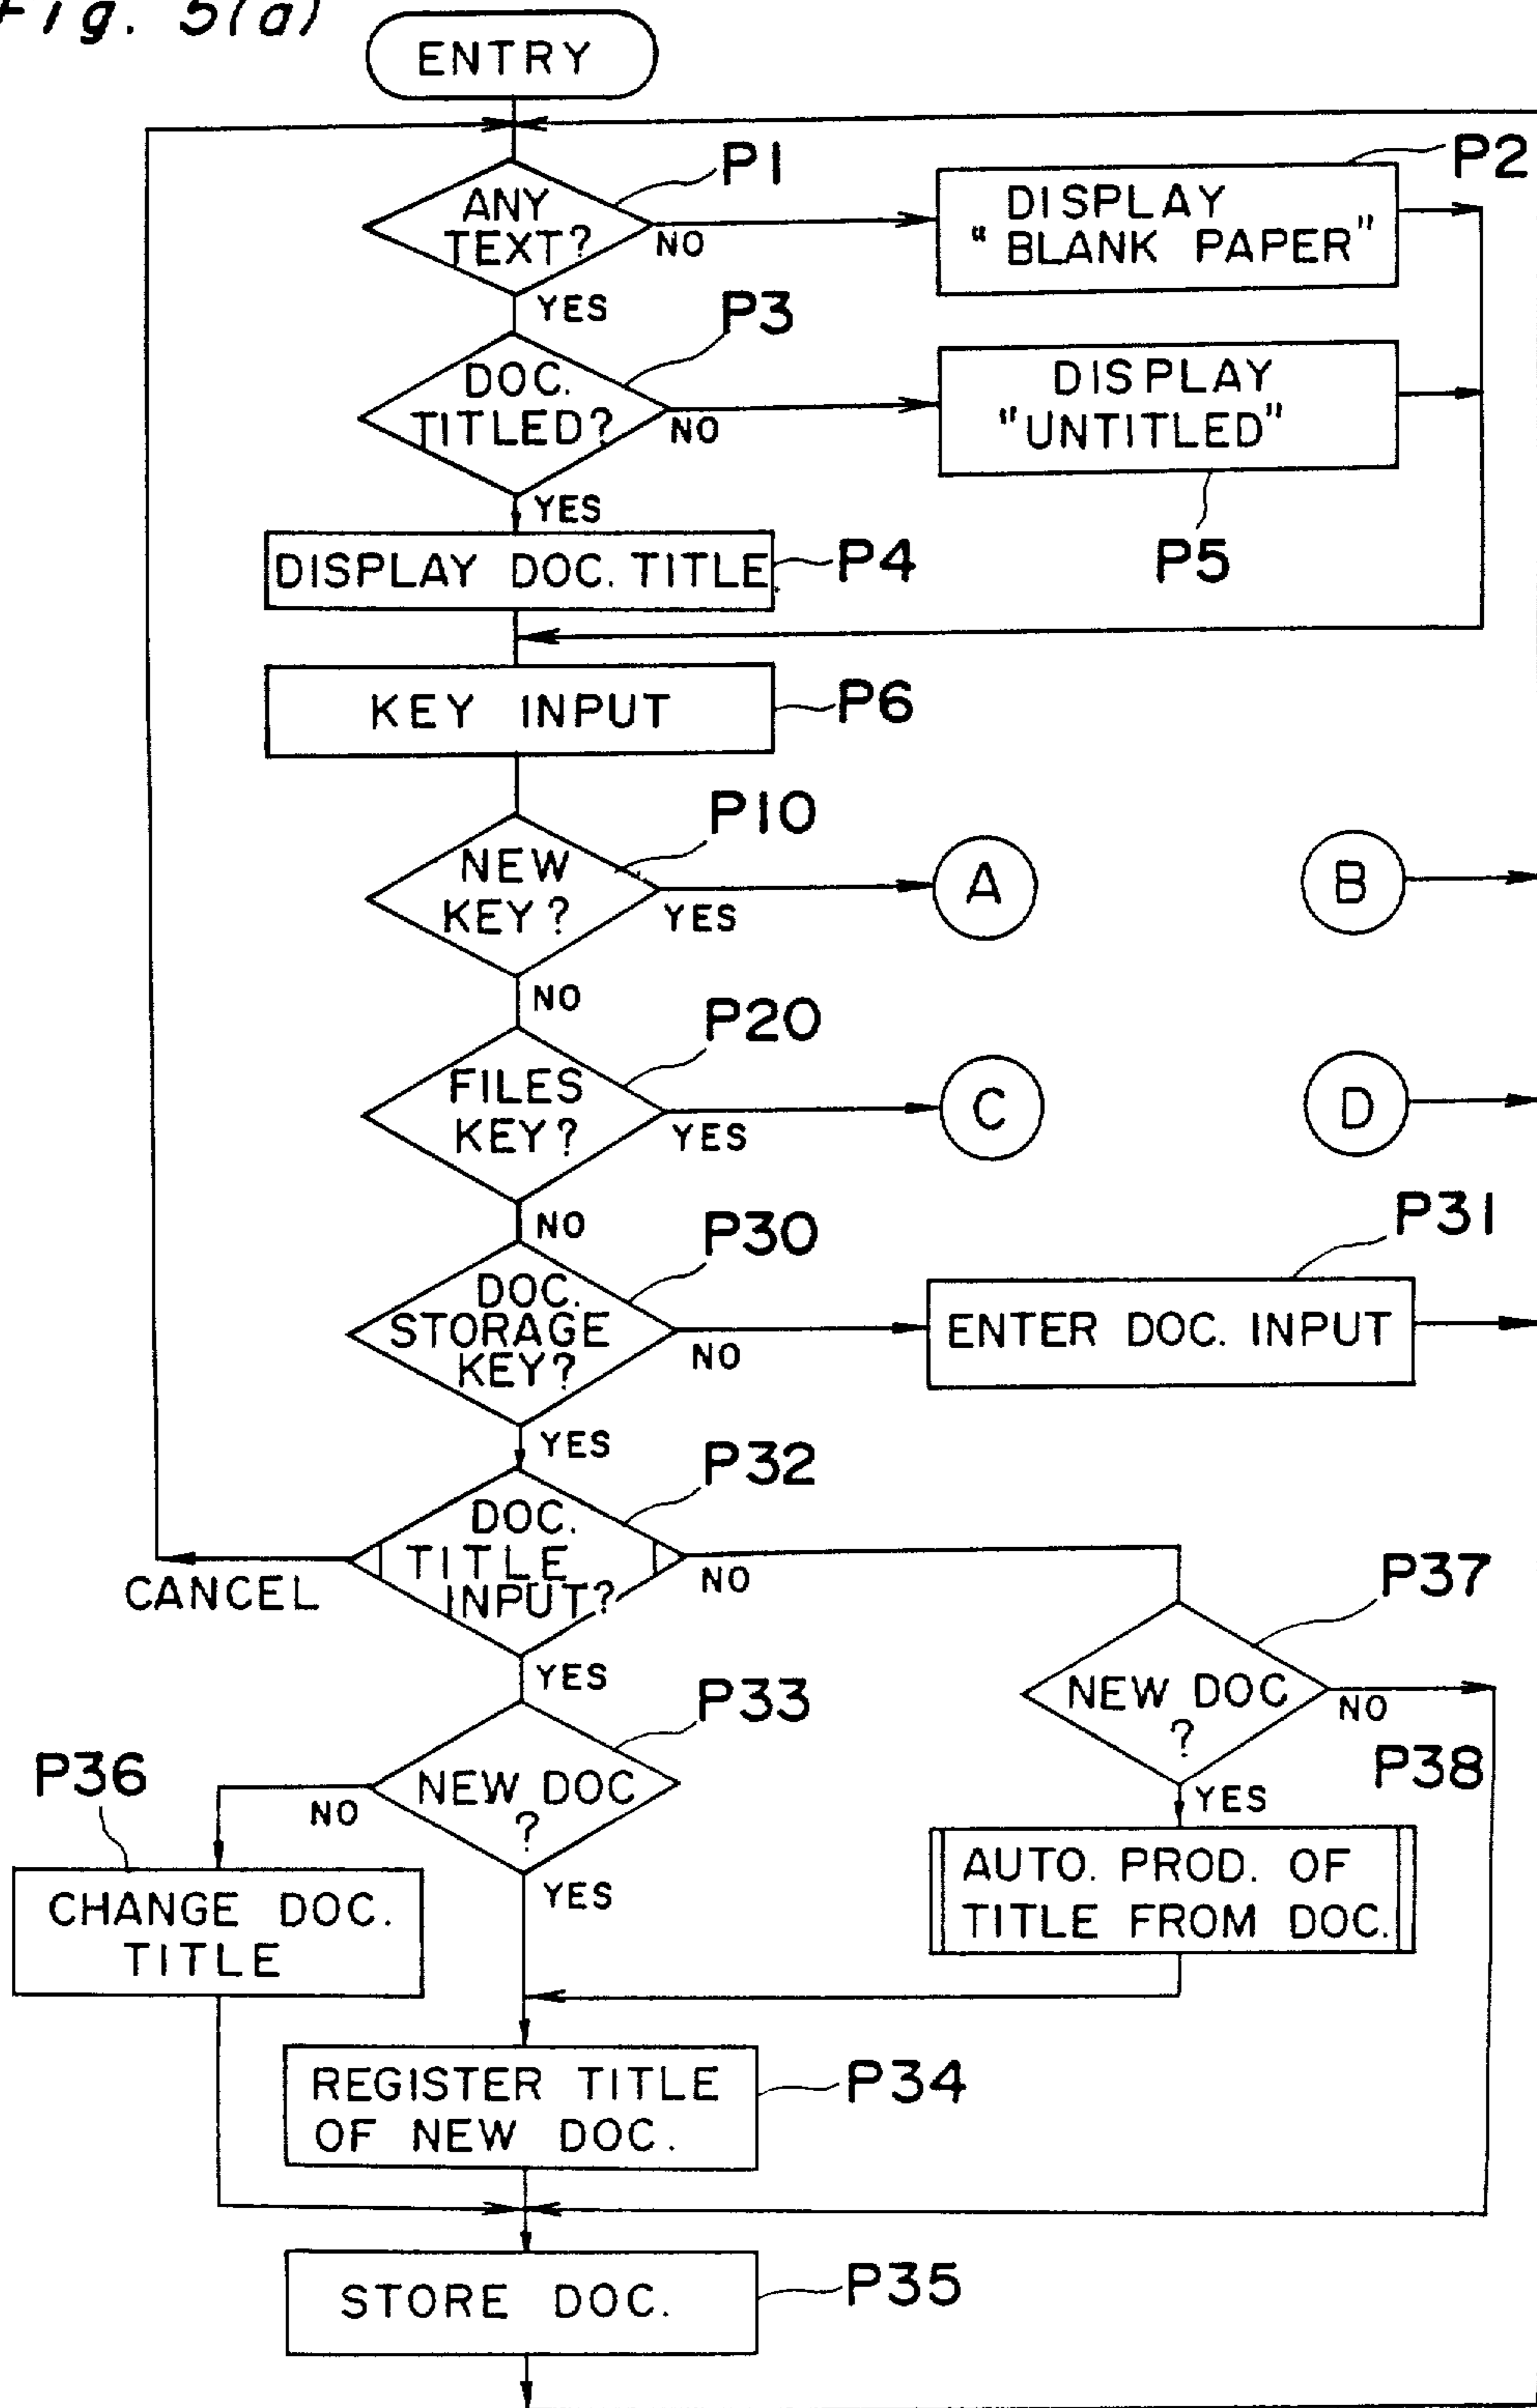 Fig. 5(a)
ENTRY
P1
ANY
TEXT?
NO
YES
P2
DISPLAY
"BLANK PAPER"
P3
DOC.
TITLED?
NO
YES
DISPLAY
"UNTITLED"
P5
DISPLAY DOC. TITLE
P4
KEY INPUT
P6
P10
NEW
KEY?
YES
NO
A
B
P20
FILES
KEY?
YES
NO
C
D
P30
DOC.
STORAGE
KEY?
NO
YES
P31
ENTER DOC. INPUT
P32
DOC.
TITLE
INPUT?
CANCEL
NO
YES
P37
NEW DOC
?
NO
YES
P33
NEW DOC
?
NO
YES
P36
CHANGE DOC.
TITLE
P38
AUTO. PROD. OF
TITLE FROM DOC.
REGISTER TITLE
OF NEW DOC.
P34
STORE DOC.
P35